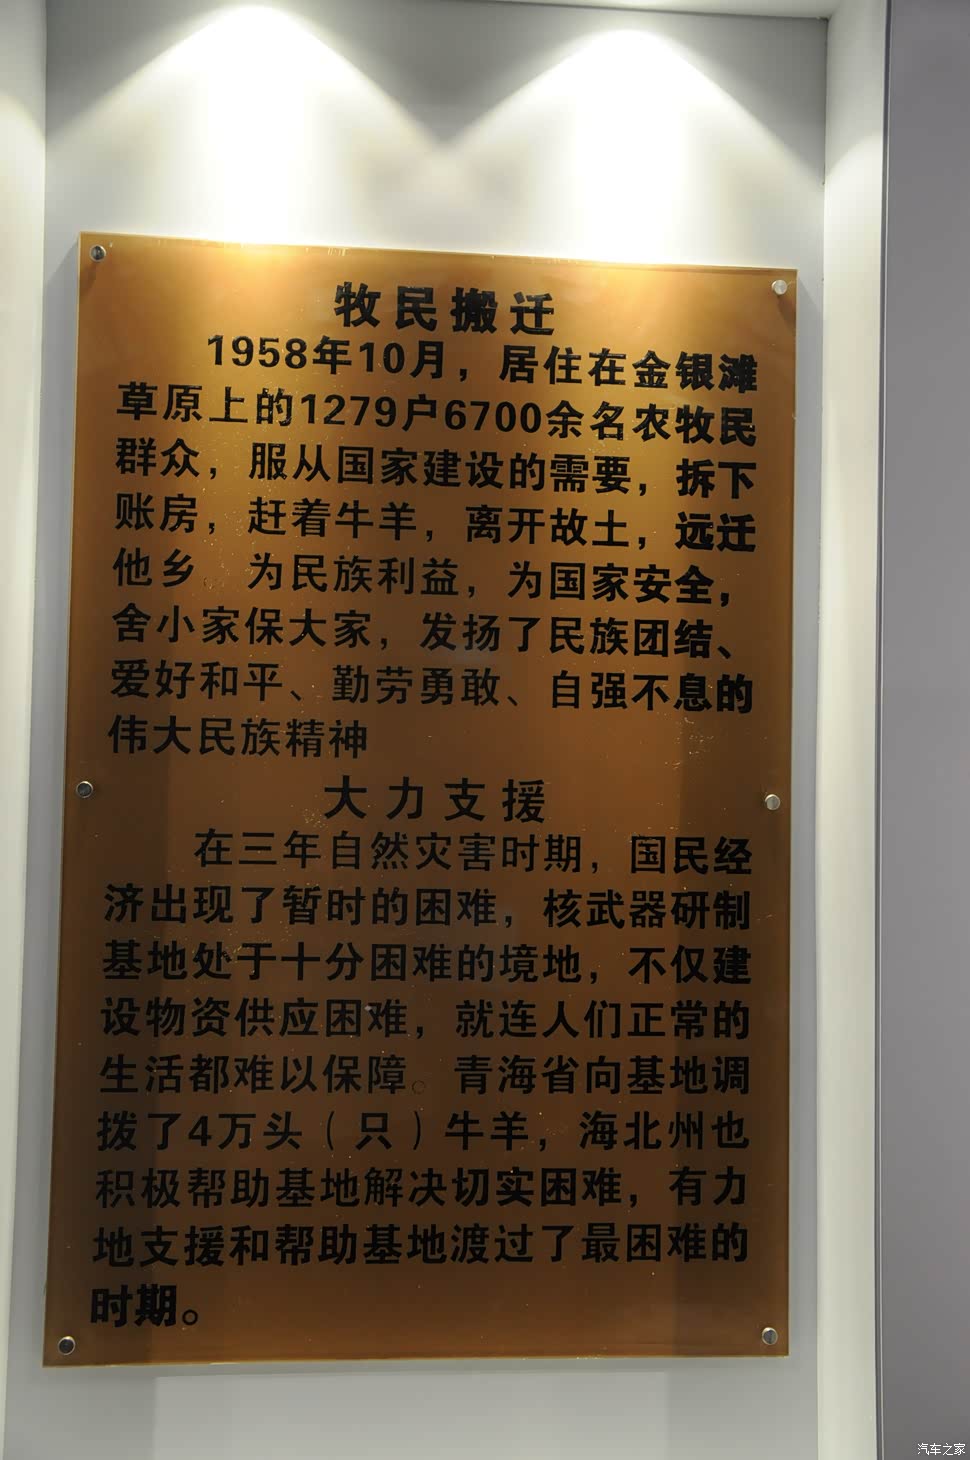 牧民搬迁
1958年10月，居住在金银滩
草原上的1279户6700余名农牧民
群众，服从国家建设的需要，拆下
账房，赶着牛羊，离开故土，远迁
他乡。为民族利益，为国家安全，
舍小家保大家，发扬了民族团结、
爱好和平、勤劳勇敢、自强不息的
伟大民族精神
大力支援
在三年自然灾害时期，国民经
济出现了暂时的困难，核武器研制
基地处于十分困难的境地，不仅建
设物资供应困难，就连人们正常的
生活都难以保障。青海省向基地调
拨了4万头（只）牛羊，海北州也
积极帮助基地解决切实困难，有力
地支援和帮助基地渡过了最困难的
时期。
汽车之家